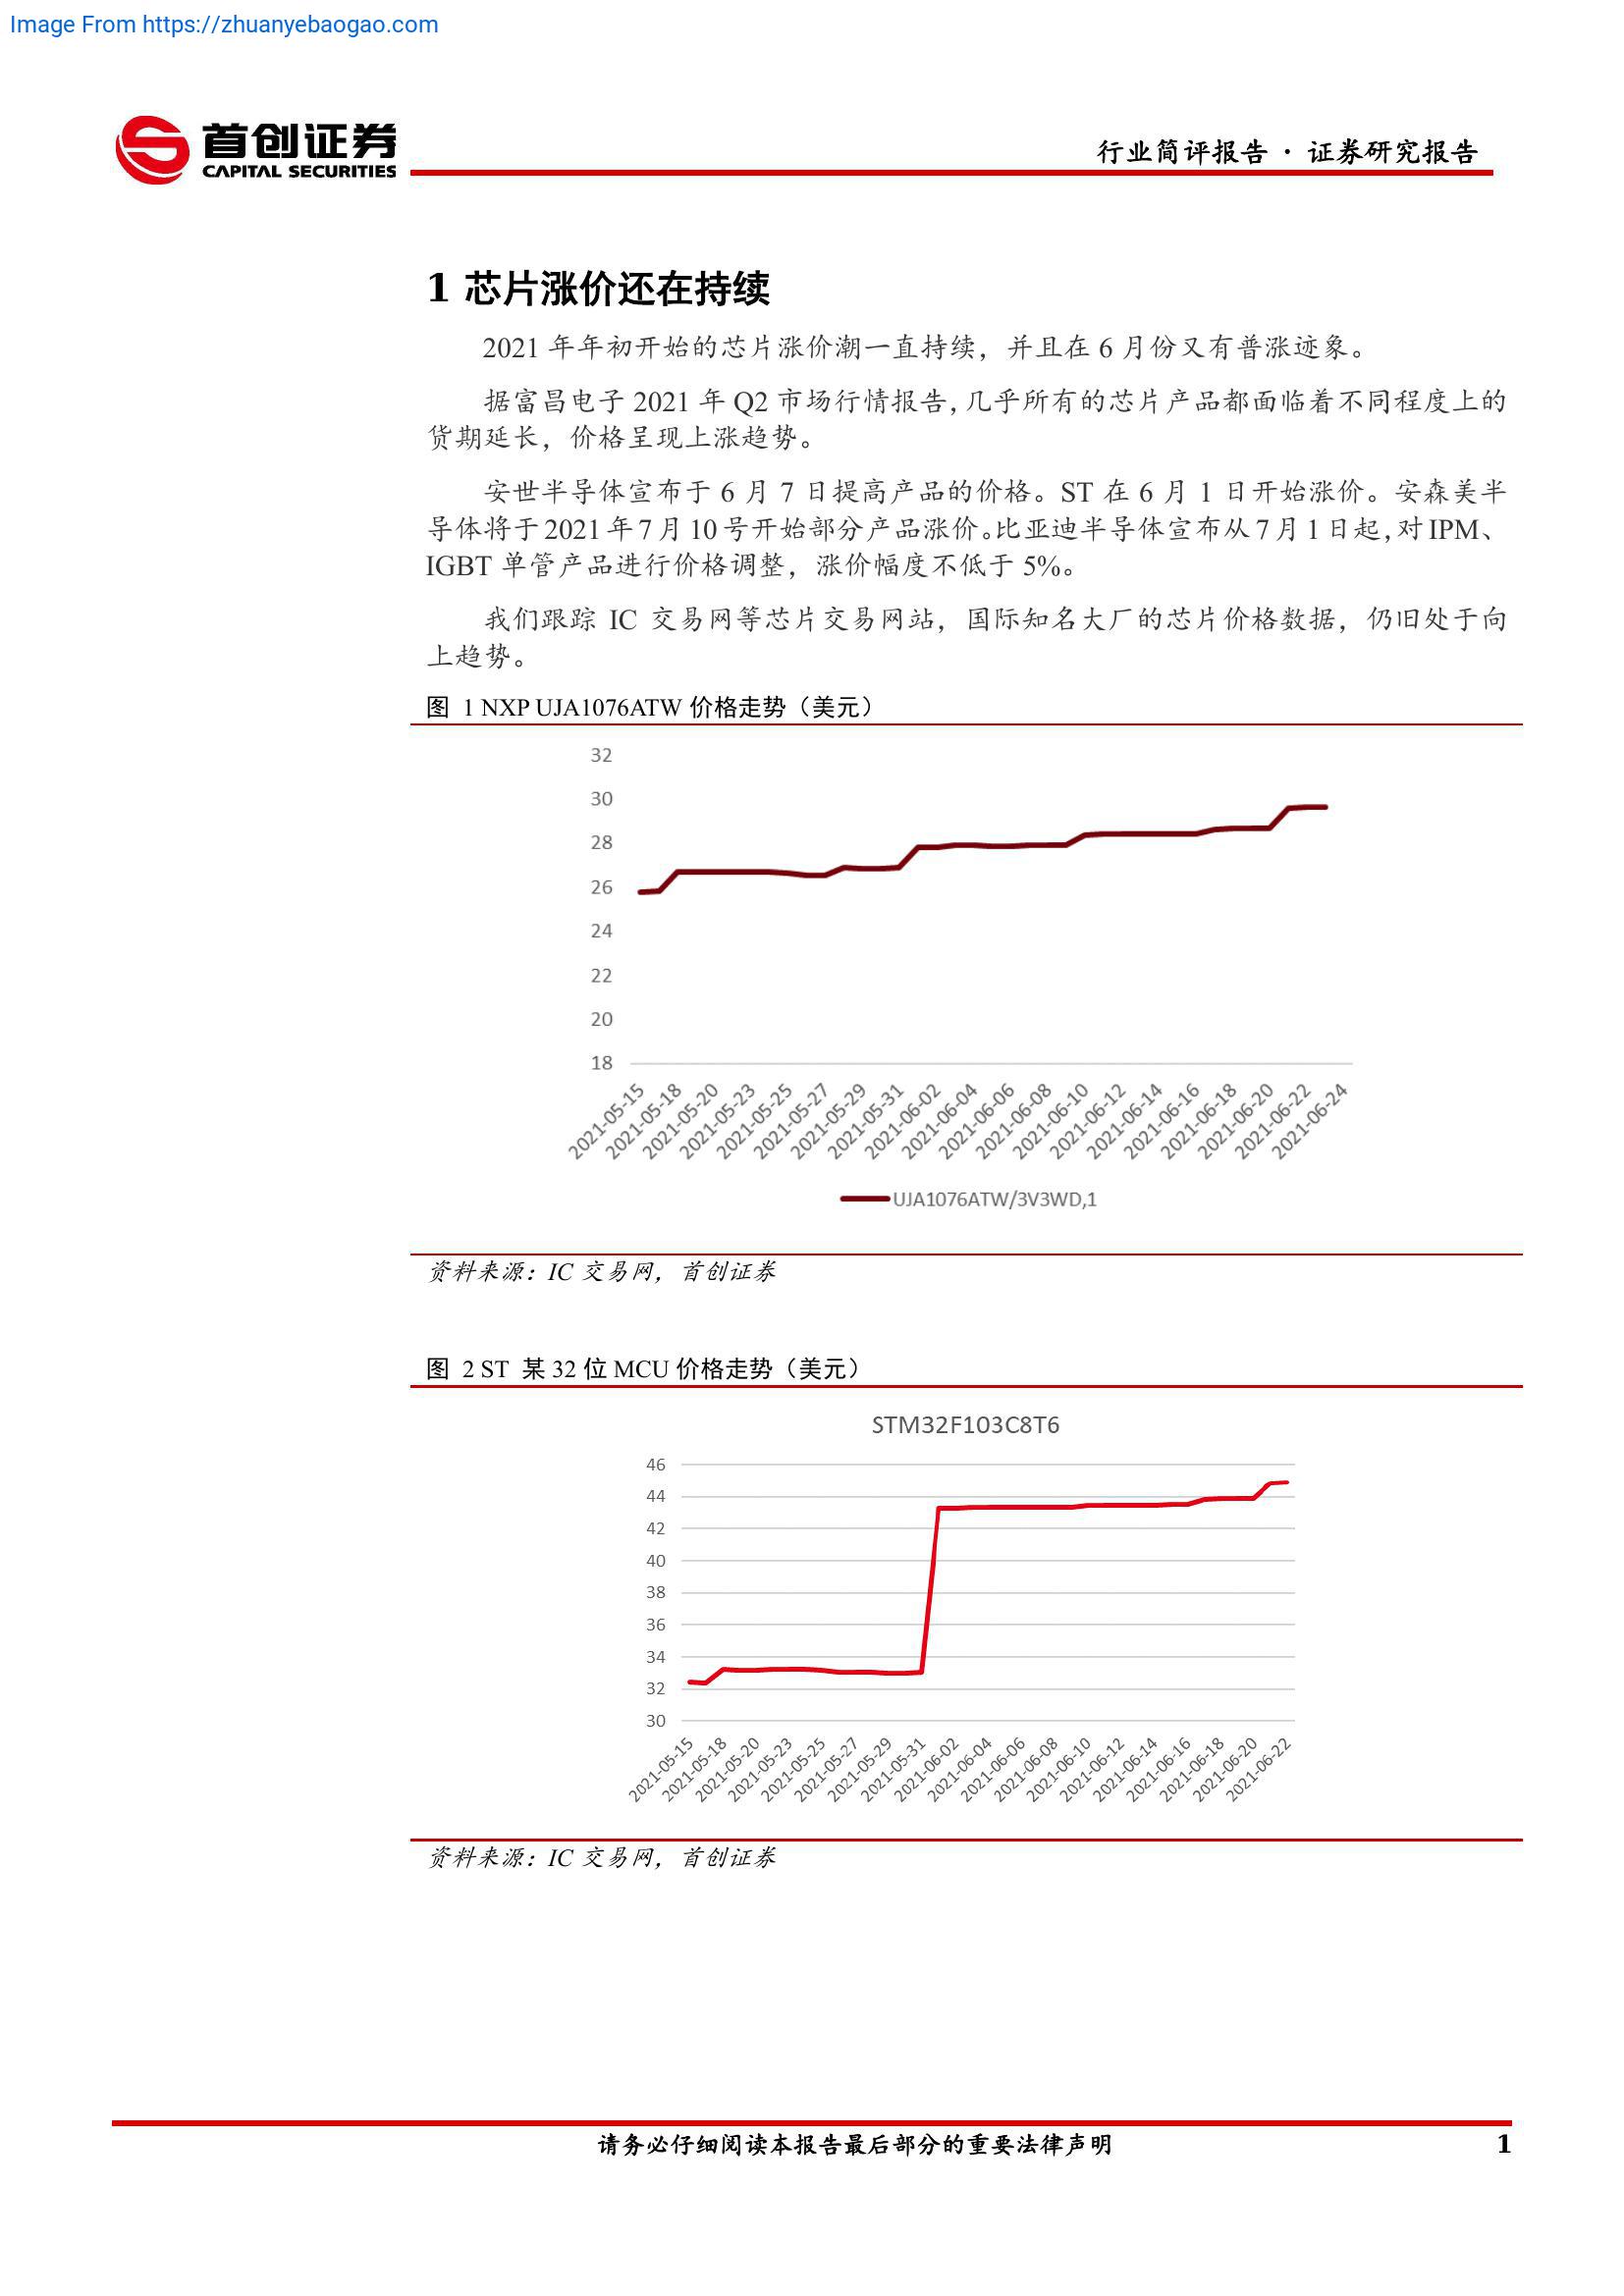 Image From https://zhuanyebaogao.com
首创证券
CAPITAL SECURITIES
行业简评报告 · 证券研究报告
1 芯片涨价还在持续
2021 年年初开始的芯片涨价潮一直持续，并且在 6 月份又有普涨迹象。
据富昌电子 2021 年 Q2 市场行情报告，几乎所有的芯片产品都面临着不同程度上的
货期延长，价格呈现上涨趋势。
安世半导体宣布于 6 月 7 日提高产品的价格。ST 在 6 月 1 日开始涨价。安森美半
导体将于 2021 年 7 月 10 号开始部分产品涨价。比亚迪半导体宣布从 7 月 1 日起，对 IPM、
IGBT 单管产品进行价格调整，涨价幅度不低于 5%。
我们跟踪 IC 交易网等芯片交易网站，国际知名大厂的芯片价格数据，仍旧处于向
上趋势。
图 1 NXP UJA1076ATW 价格走势（美元）
32
30
28
26
24
22
20
18
2021-05-15
2021-05-18
2021-05-20
2021-05-23
2021-05-25
2021-05-27
2021-05-29
2021-05-31
2021-06-02
2021-06-04
2021-06-06
2021-06-08
2021-06-10
2021-06-12
2021-06-14
2021-06-16
2021-06-18
2021-06-20
2021-06-22
2021-06-24
UJA1076ATW/3V3WD,1
资料来源：IC 交易网，首创证券
图 2 ST 某 32 位 MCU 价格走势（美元）
STM32F103C8T6
46
44
42
40
38
36
34
32
30
2021-05-15
2021-05-18
2021-05-20
2021-05-23
2021-05-25
2021-05-27
2021-05-29
2021-05-31
2021-06-02
2021-06-04
2021-06-06
2021-06-08
2021-06-10
2021-06-12
2021-06-14
2021-06-16
2021-06-18
2021-06-20
2021-06-22
资料来源：IC 交易网，首创证券
请务必仔细阅读本报告最后部分的重要法律声明
1